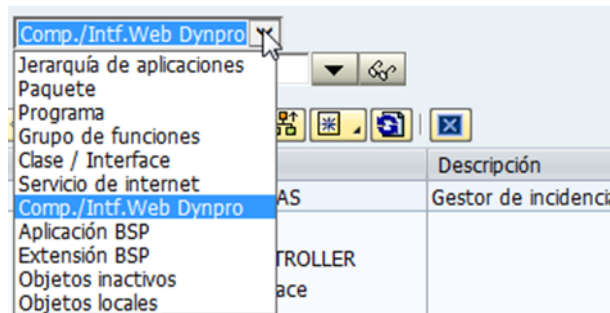 Comp./Intf.Web Dynpro
Jerarquía de aplicaciones
Paquete
Programa
Grupo de funciones
Clase / Interface
Servicio de internet
Comp./Intf.Web Dynpro
Aplicación BSP
Extensión BSP
Objetos inactivos
Objetos locales
Descripción
AS
Gestor de incidencia
TROLLER
ace